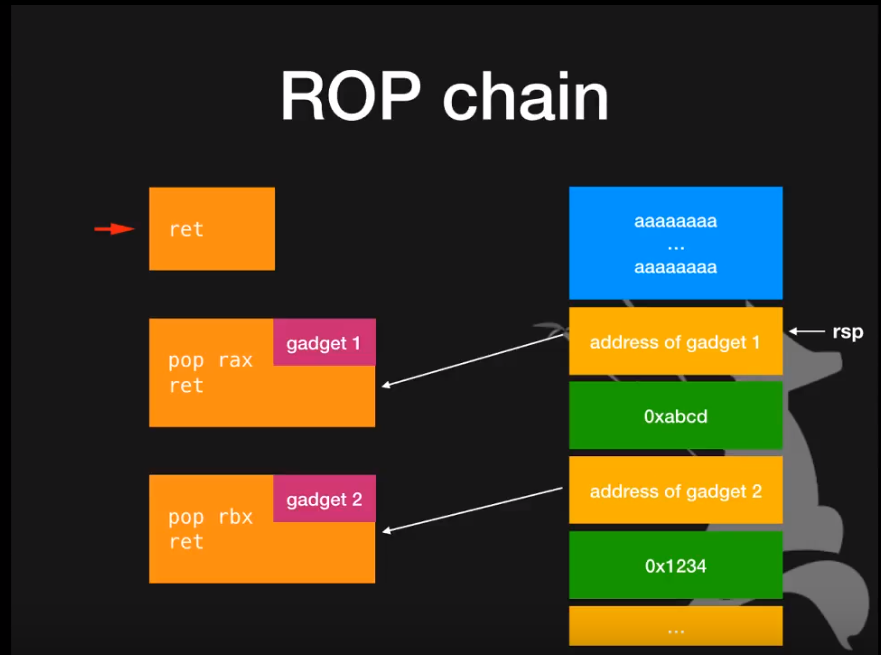 ROP chain
ret
pop rax
ret
gadget 1
pop rbx
ret
gadget 2
aaaaaaaa
...
aaaaaaaa
address of gadget 1
rsp
0xabcd
address of gadget 2
0x1234
...